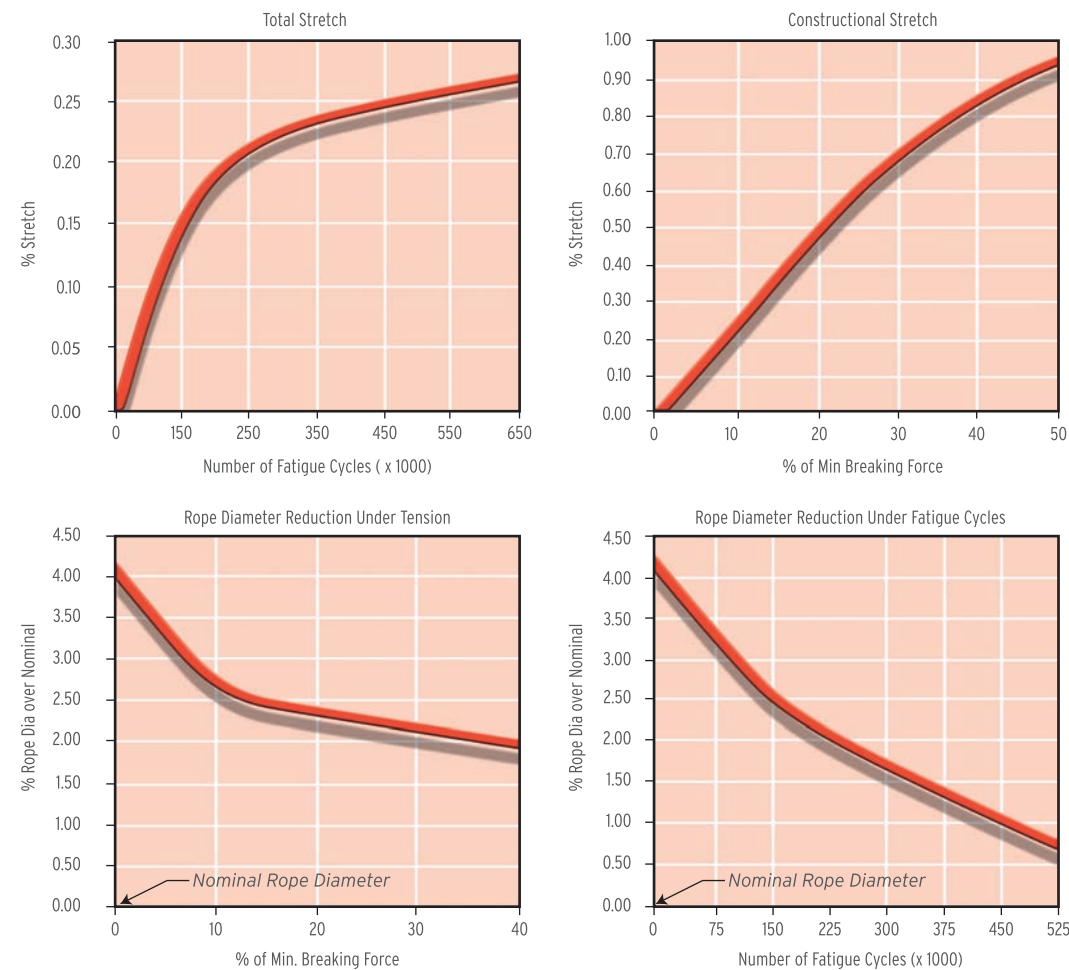 Total Stretch
0.30
0.25
0.20
0.15
0.10
0.05
0.00
% Stretch
0 150 250 350 450 550 650
Number of Fatigue Cycles ( x 1000)
Constructional Stretch
1.00
0.90
0.80
0.70
0.60
0.50
0.40
0.30
0.20
0.10
0.00
% Stretch
0 10 20 30 40 50
% of Min Breaking Force
Rope Diameter Reduction Under Tension
4.50
4.00
3.50
3.00
2.50
2.00
1.50
1.00
0.50
0.00
% Rope Dia over Nominal
Nominal Rope Diameter
0 10 20 30 40
% of Min. Breaking Force
Rope Diameter Reduction Under Fatigue Cycles
4.50
4.00
3.50
3.00
2.50
2.00
1.50
1.00
0.50
0.00
% Rope Dia over Nominal
Nominal Rope Diameter
0 75 150 225 300 375 450 525
Number of Fatigue Cycles (x 1000)